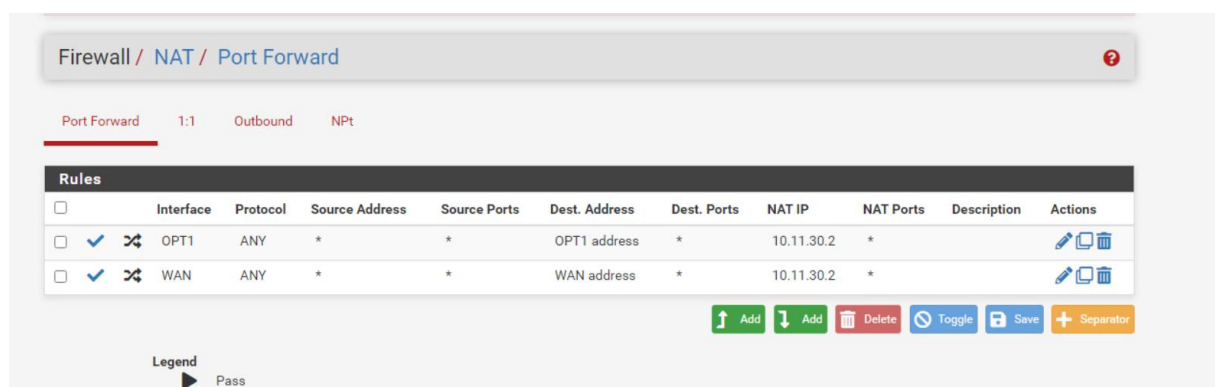 Firewall / NAT / Port Forward
Port Forward 1:1 Outbound NPt
Rules
Interface Protocol Source Address Source Ports Dest. Address Dest. Ports NAT IP NAT Ports Description Actions
OPT1 ANY * * OPT1 address * 10.11.30.2 *
WAN ANY * * WAN address * 10.11.30.2 *
Add Add Delete Toggle Save Separator
Legend
Pass